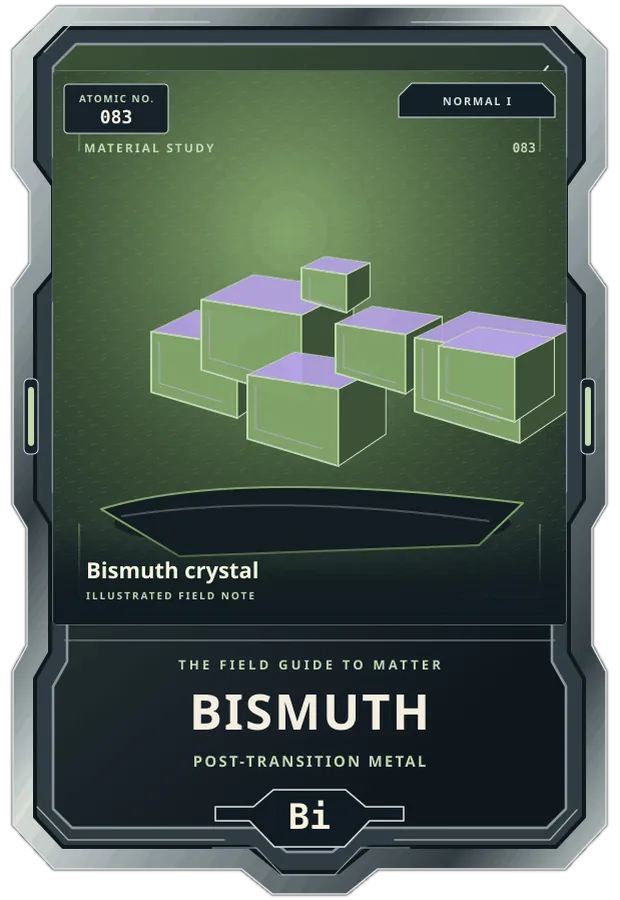 ATOMIC NO.
083
NORMAL I
MATERIAL STUDY
083
Bismuth crystal
ILLUSTRATED FIELD NOTE
THE FIELD GUIDE TO MATTER
BISMUTH
POST-TRANSITION METAL
Bi